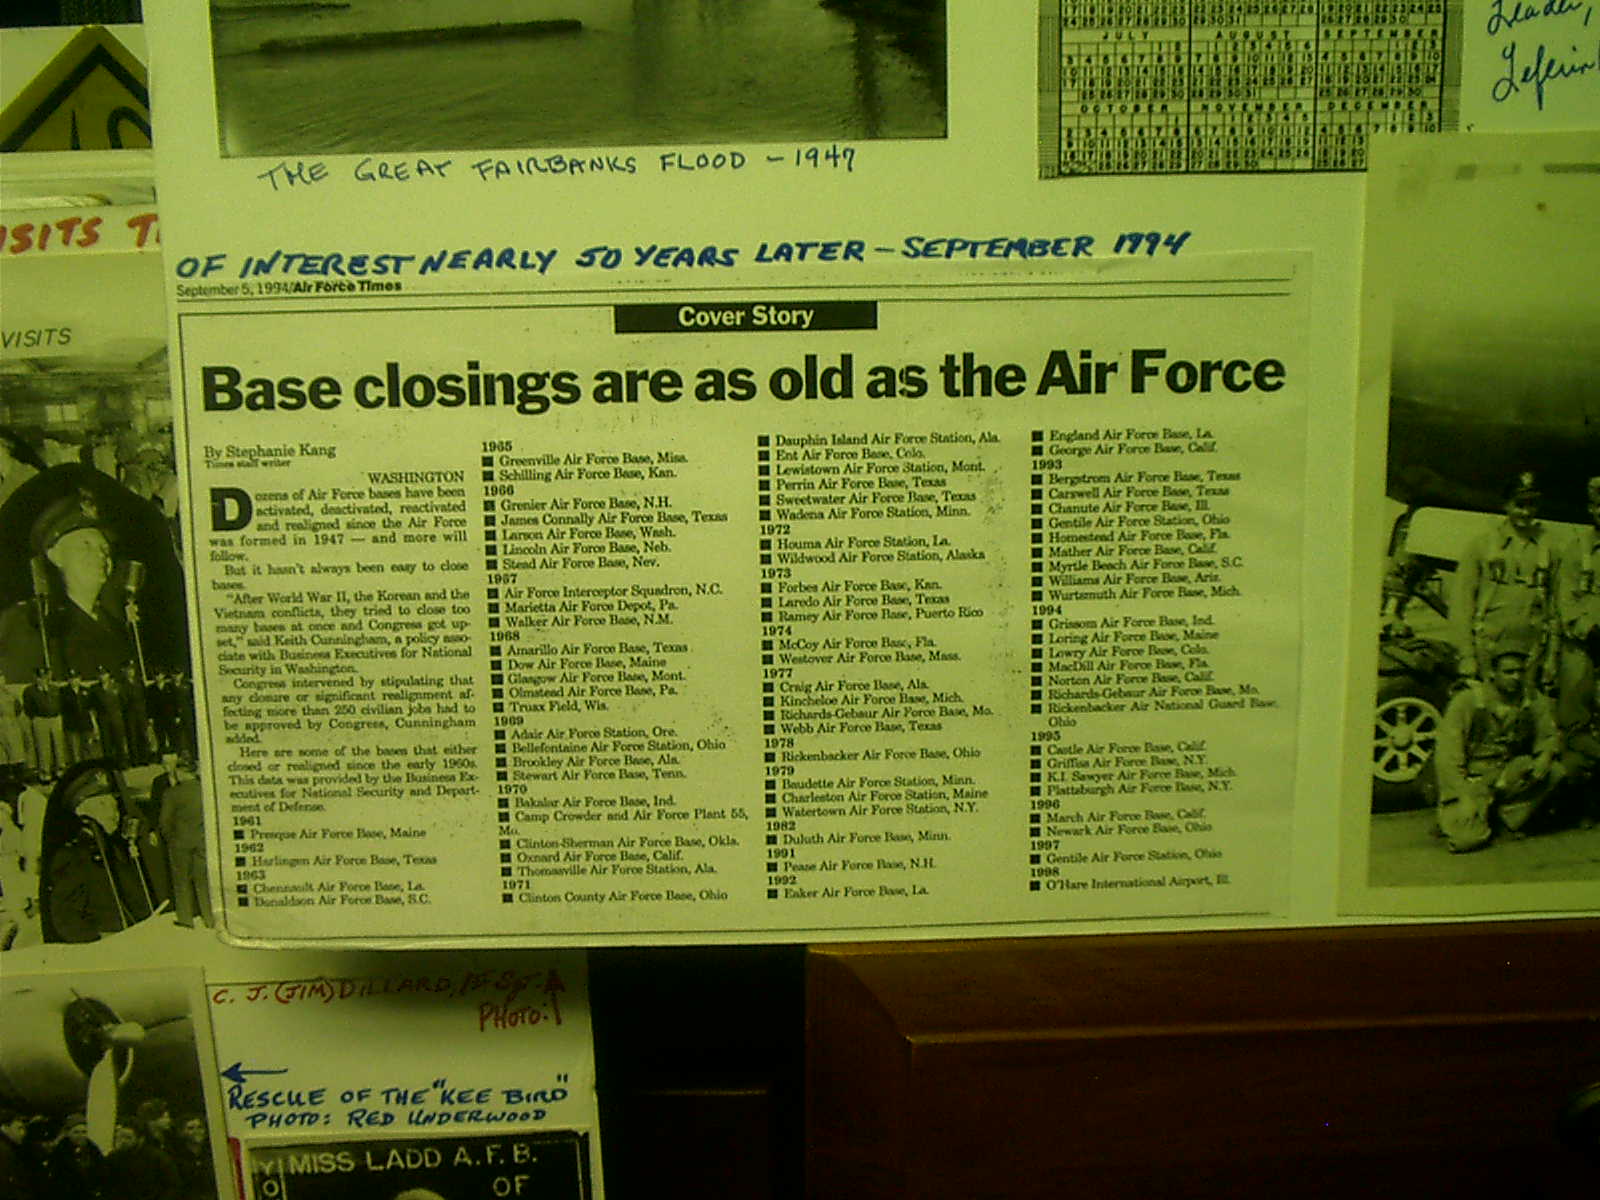 THE GREAT FAIRBANKS FLOOD - 1947
JULY AUGUST SEPTEMBER
OCTOBER NOVEMBER DECEMBER
Leader,
VISITS
OF INTEREST NEARLY 50 YEARS LATER - SEPTEMBER 1994
September 5, 1994/Air Force Times
Cover Story
Base closings are as old as the Air Force
By Stephanie Kang
Times staff writer
WASHINGTON
Dozens of Air Force bases have been
activated, deactivated, reactivated
and realigned since the Air Force
was formed in 1947 — and more will
follow.
But it hasn't always been easy to close
bases.
"After World War II, the Korean and the
Vietnam conflicts, they tried to close too
many bases at once and Congress got up-
set," said Keith Cunningham, a policy asso-
ciate with Business Executives for National
Security in Washington.
Congress intervened by stipulating that
any closure or significant realignment af-
fecting more than 250 civilian jobs had to
be approved by Congress, Cunningham
added.
Here are some of the bases that either
closed or realigned since the early 1960s.
This data was provided by the Business Ex-
ecutives for National Security and Depart-
ment of Defense.
1961
■ Presque Air Force Base, Maine
1962
■ Harlingen Air Force Base, Texas
1963
■ Chennault Air Force Base, La.
■ Donaldson Air Force Base, S.C.
1965
■ Greenville Air Force Base, Miss.
■ Schilling Air Force Base, Kan.
1966
■ Grenier Air Force Base, N.H.
■ James Connally Air Force Base, Texas
■ Larson Air Force Base, Wash.
■ Lincoln Air Force Base, Neb.
■ Stead Air Force Base, Nev.
1967
■ Air Force Interceptor Squadron, N.C.
■ Marietta Air Force Depot, Pa.
■ Walker Air Force Base, N.M.
1968
■ Amarillo Air Force Base, Texas
■ Dow Air Force Base, Maine
■ Glasgow Air Force Base, Mont.
■ Olmstead Air Force Base, Pa.
■ Truax Field, Wis.
1969
■ Adair Air Force Station, Ore.
■ Bellefontaine Air Force Station, Ohio
■ Brookley Air Force Base, Ala.
■ Stewart Air Force Base, Tenn.
1970
■ Bakalar Air Force Base, Ind.
■ Camp Crowder and Air Force Plant 55,
Mo.
■ Clinton-Sherman Air Force Base, Okla.
■ Oxnard Air Force Base, Calif.
■ Thomasville Air Force Station, Ala.
1971
■ Clinton County Air Force Base, Ohio
■ Dauphin Island Air Force Station, Ala.
■ Ent Air Force Base, Colo.
■ Lewistown Air Force Station, Mont.
■ Perrin Air Force Base, Texas
■ Sweetwater Air Force Base, Texas
■ Wadena Air Force Station, Minn.
1972
■ Houma Air Force Station, La.
■ Wildwood Air Force Station, Alaska
1973
■ Forbes Air Force Base, Kan.
■ Laredo Air Force Base, Texas
■ Ramey Air Force Base, Puerto Rico
1974
■ McCoy Air Force Base, Fla.
■ Westover Air Force Base, Mass.
1977
■ Craig Air Force Base, Ala.
■ Kincheloe Air Force Base, Mich.
■ Richards-Gebaur Air Force Base, Mo.
■ Webb Air Force Base, Texas
1978
■ Rickenbacker Air Force Base, Ohio
1979
■ Baudette Air Force Station, Minn.
■ Charleston Air Force Station, Maine
■ Watertown Air Force Station, N.Y.
1982
■ Duluth Air Force Base, Minn.
1991
■ Pease Air Force Base, N.H.
1992
■ Eaker Air Force Base, La.
■ England Air Force Base, La.
■ George Air Force Base, Calif.
1993
■ Bergstrom Air Force Base, Texas
■ Carswell Air Force Base, Texas
■ Chanute Air Force Base, Ill.
■ Gentile Air Force Station, Ohio
■ Homestead Air Force Base, Fla.
■ Mather Air Force Base, Calif.
■ Myrtle Beach Air Force Base, S.C.
■ Williams Air Force Base, Ariz.
■ Wurtsmuth Air Force Base, Mich.
1994
■ Grissom Air Force Base, Ind.
■ Loring Air Force Base, Maine
■ Lowry Air Force Base, Colo.
■ MacDill Air Force Base, Fla.
■ Norton Air Force Base, Calif.
■ Richards-Gebaur Air Force Base, Mo.
■ Rickenbacker Air National Guard Base,
Ohio
1995
■ Castle Air Force Base, Calif.
■ Griffiss Air Force Base, N.Y.
■ K.I. Sawyer Air Force Base, Mich.
■ Plattsburgh Air Force Base, N.Y.
1996
■ March Air Force Base, Calif.
■ Newark Air Force Base, Ohio
1997
■ Gentile Air Force Station, Ohio
1998
■ O'Hare International Airport, Ill.
C. J. (JIM) DILLARD, 1st Sgt.
PHOTO:
RESCUE OF THE "KEE BIRD"
PHOTO: RED UNDERWOOD
MISS LADD A.F.B.
OF